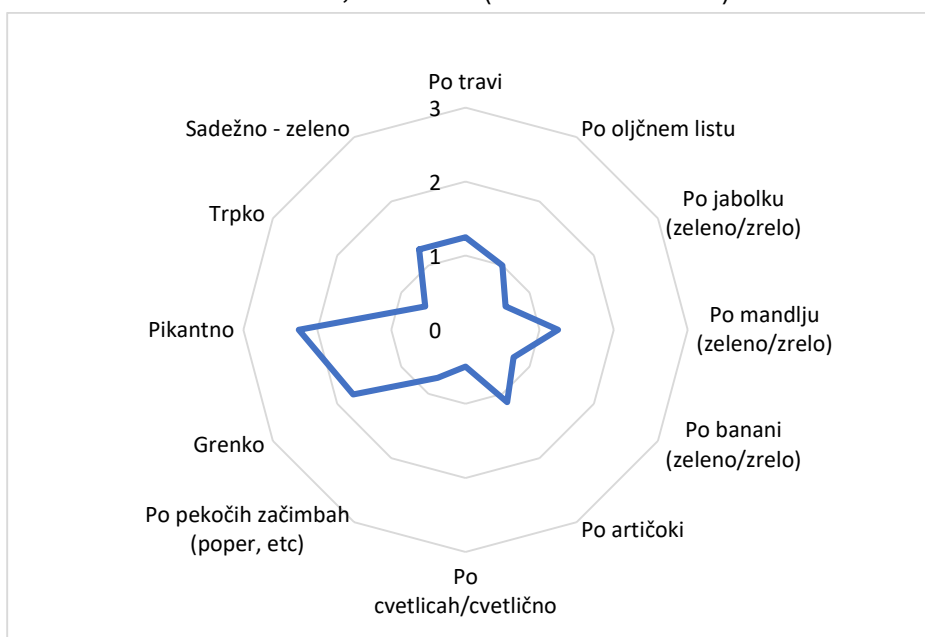 Po travi
3
Sadežno - zeleno
Po oljčnem listu
2
Po jabolku
(zeleno/zrelo)
Trpko
1
Pikantno
0
Po mandlju
(zeleno/zrelo)
Grenko
Po banani
(zeleno/zrelo)
Po pekočih začimbah
(poper, etc)
Po artičoki
Po
cvetlicah/cvetlično